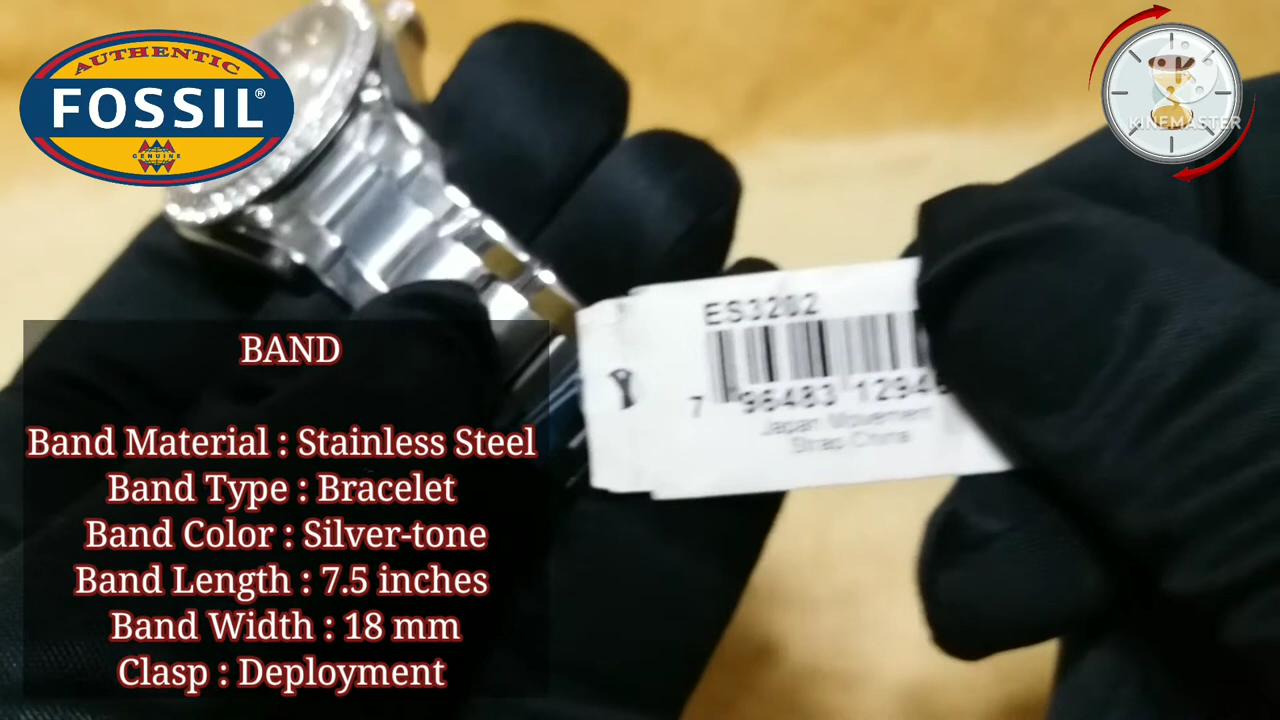 AUTHENTIC
FOSSIL®
GENUINE
KINEMASTER
ES3202
7 96483 1294
Japan Movement
Strap China
BAND
Band Material : Stainless Steel
Band Type : Bracelet
Band Color : Silver-tone
Band Length : 7.5 inches
Band Width : 18 mm
Clasp : Deployment